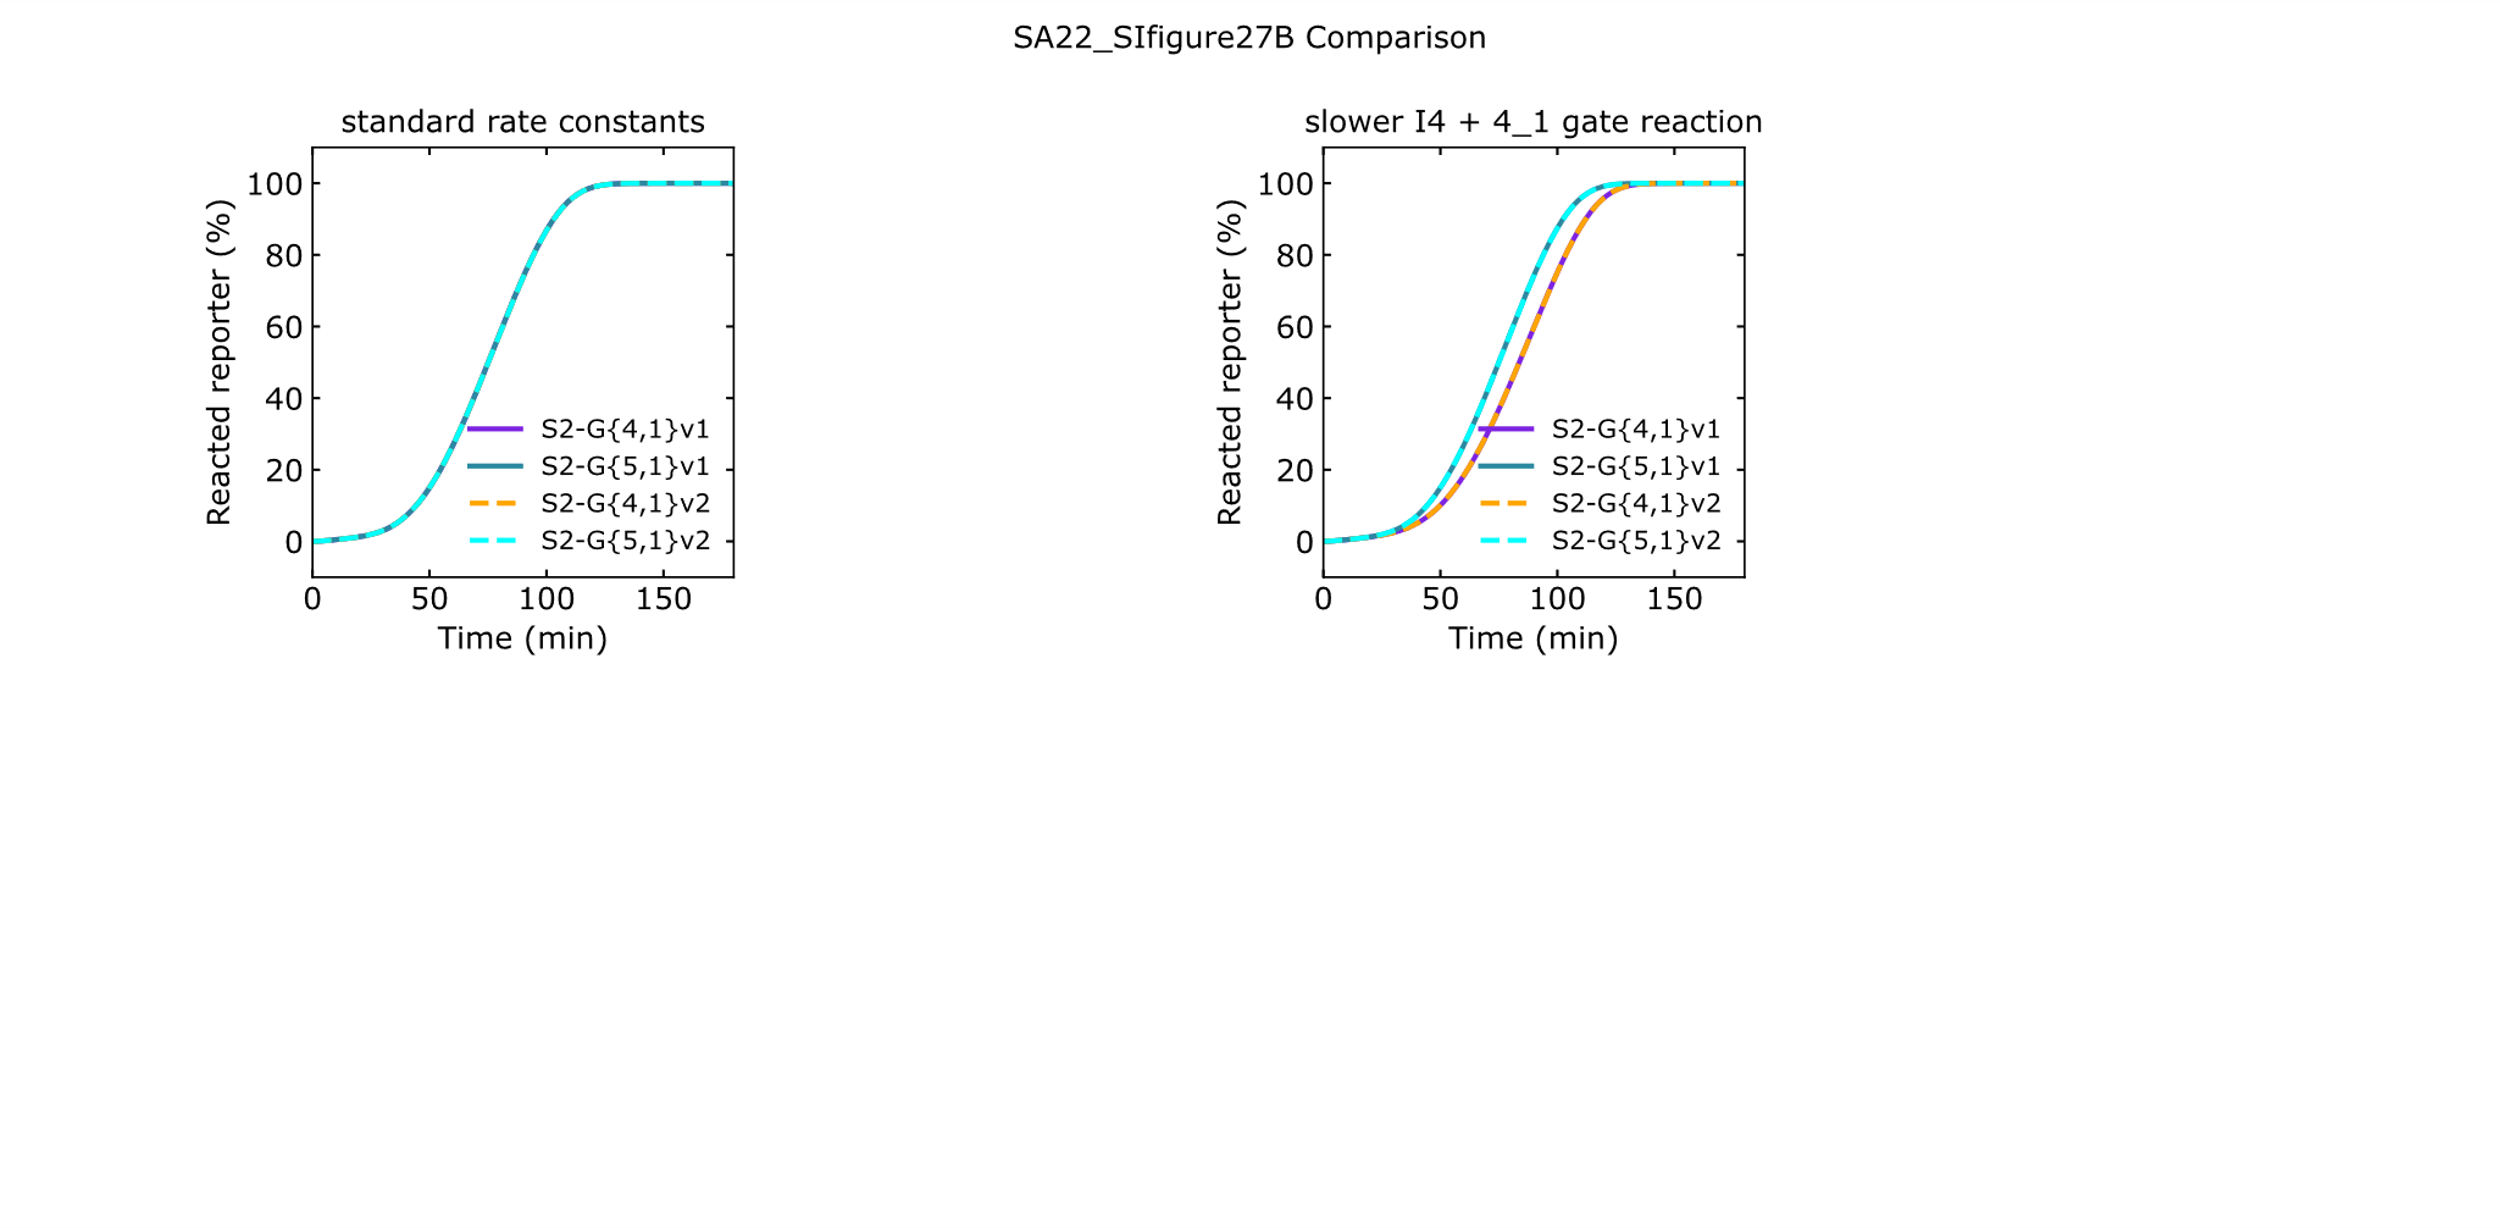 SA22_SIfigure27B Comparison
standard rate constants
Reacted reporter (%)
100
80
60
40
20
0
S2-G{4,1}v1
S2-G{5,1}v1
S2-G{4,1}v2
S2-G{5,1}v2
0 50 100 150
Time (min)
slower I4 + 4_1 gate reaction
Reacted reporter (%)
100
80
60
40
20
0
S2-G{4,1}v1
S2-G{5,1}v1
S2-G{4,1}v2
S2-G{5,1}v2
0 50 100 150
Time (min)